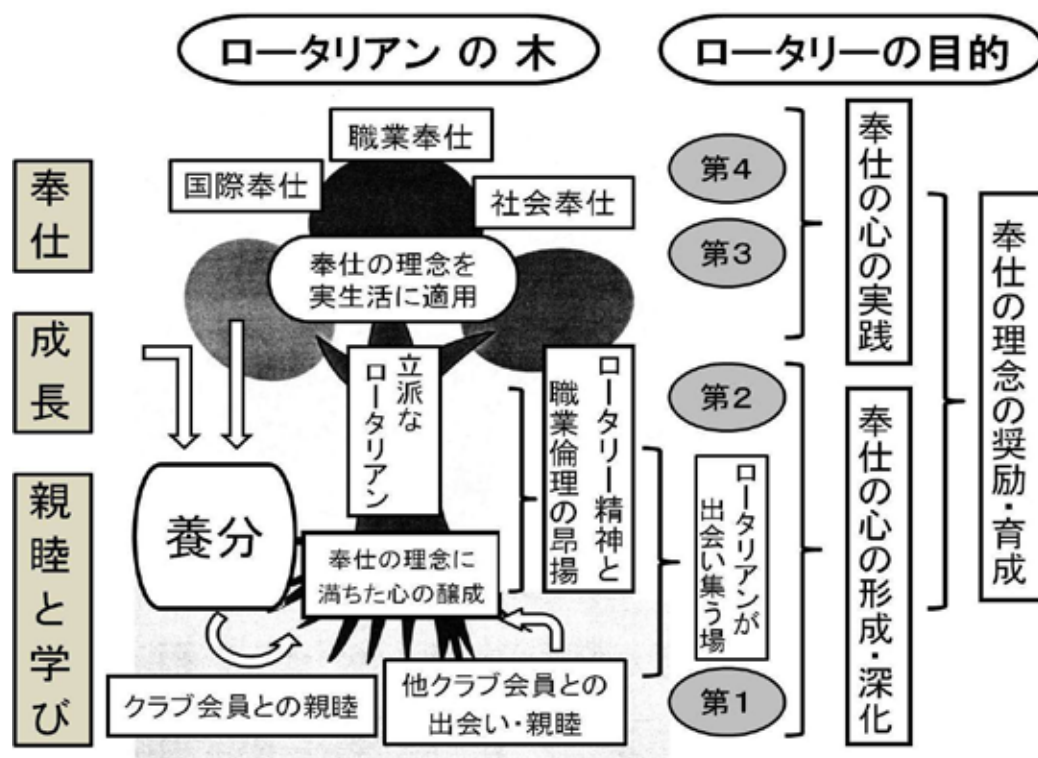 ロータリアン の 木
ロータリーの目的
奉仕
成長
親睦と学び
職業奉仕
国際奉仕
社会奉仕
奉仕の理念を
実生活に適用
立派な
ロータリアン
養分
奉仕の理念に
満ちた心の醸成
クラブ会員との親睦
他クラブ会員との
出会い・親睦
ロータリー精神と
職業倫理の昂揚
第4
第3
第2
ロータリアンが
出会い集う場
第1
奉仕の心の実践
奉仕の心の形成・深化
奉仕の理念の奨励・育成